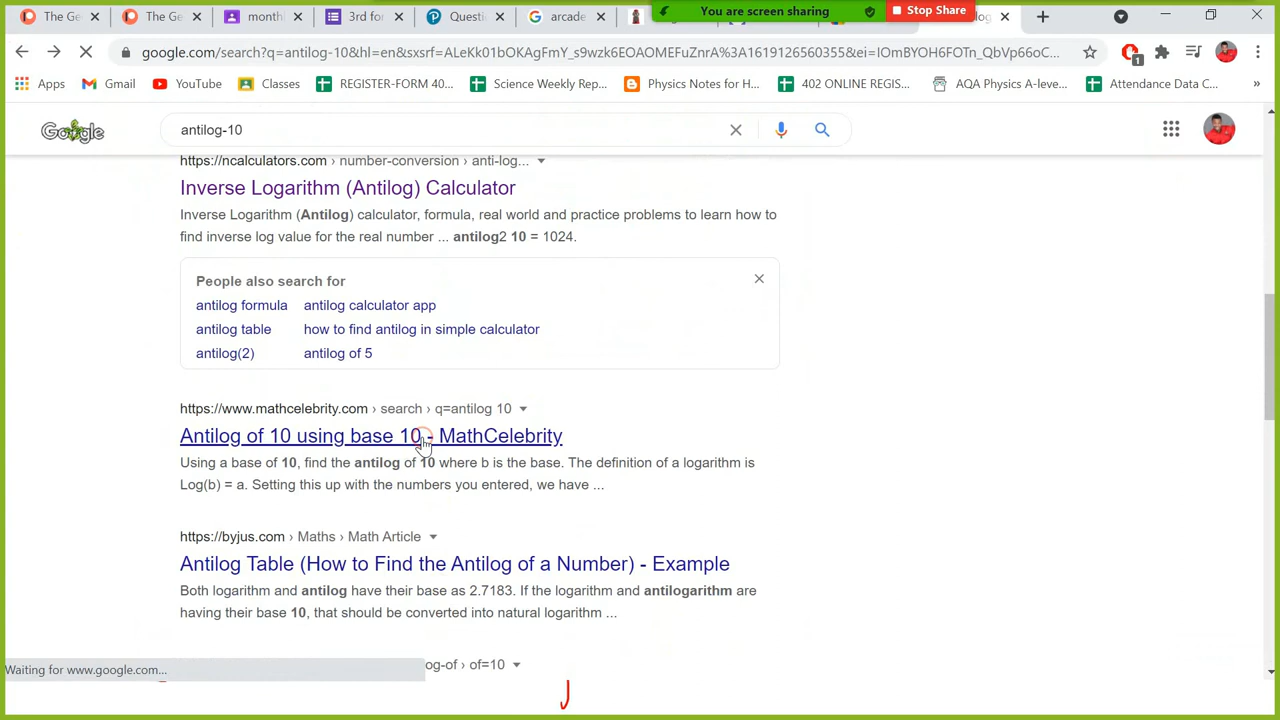 The Ge
The Ge
month
3rd for
Questi
arcade
You are screen sharing
Stop Share
google.com/search?q=antilog-10&hl=en&sxsrf=ALeKk01bOKAgFmY_s9wzk6EOAOMEFuZnrA%3A1619126560355&ei=IOmBYOH6FOTn_QbVp66oC...
1
Apps
Gmail
YouTube
Classes
REGISTER-FORM 40...
Science Weekly Rep...
Physics Notes for H...
402 ONLINE REGIS...
AQA Physics A-leve...
Attendance Data C...
»
Google
antilog-10
https://ncalculators.com › number-conversion › anti-log...
Inverse Logarithm (Antilog) Calculator
Inverse Logarithm (Antilog) calculator, formula, real world and practice problems to learn how to
find inverse log value for the real number ... antilog2 10 = 1024.
People also search for
antilog formula antilog calculator app
antilog table how to find antilog in simple calculator
antilog(2) antilog of 5
https://www.mathcelebrity.com › search › q=antilog 10
Antilog of 10 using base 10 - MathCelebrity
Using a base of 10, find the antilog of 10 where b is the base. The definition of a logarithm is
Log(b) = a. Setting this up with the numbers you entered, we have ...
https://byjus.com › Maths › Math Article
Antilog Table (How to Find the Antilog of a Number) - Example
Both logarithm and antilog have their base as 2.7183. If the logarithm and antilogarithm are
having their base 10, that should be converted into natural logarithm ...
Waiting for www.google.com...
og-of › of=10